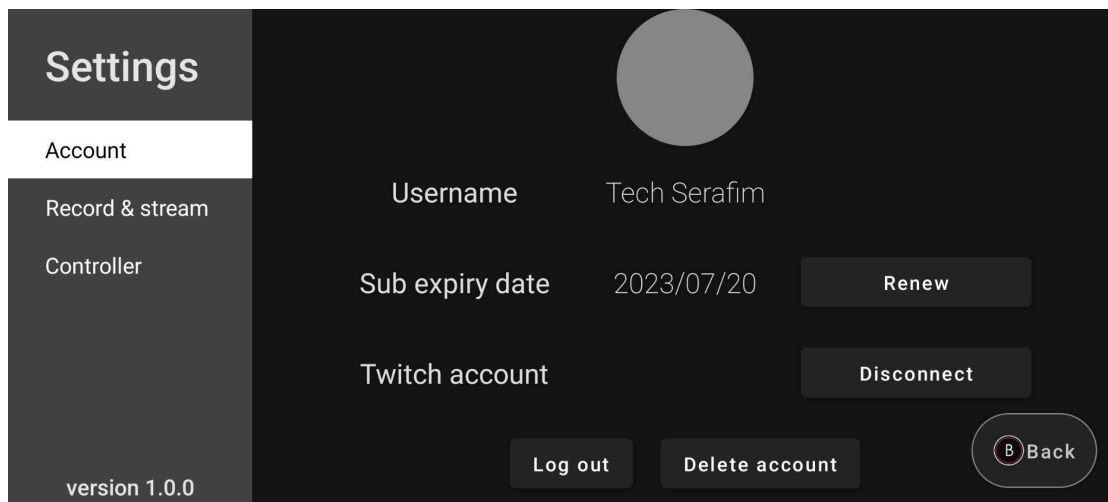 Settings
Account
Record & stream
Controller
version 1.0.0
Username Tech Serafim
Sub expiry date 2023/07/20 Renew
Twitch account Disconnect
Log out Delete account
B Back